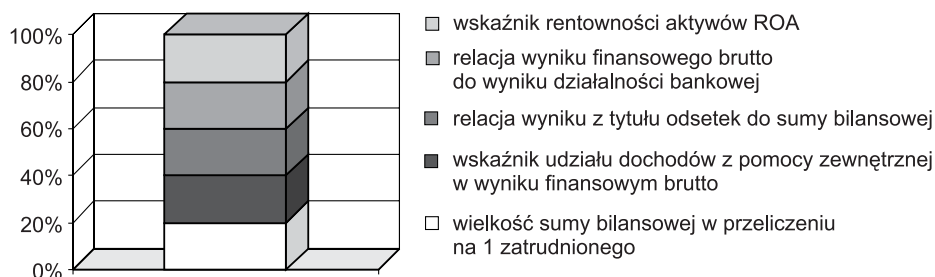 100%
80%
60%
40%
20%
0%
wskaźnik rentowności aktywów ROA
relacja wyniku finansowego brutto
do wyniku działalności bankowej
relacja wyniku z tytułu odsetek do sumy bilansowej
wskaźnik udziału dochodów z pomocy zewnętrznej
w wyniku finansowym brutto
wielkość sumy bilansowej w przeliczeniu
na 1 zatrudnionego